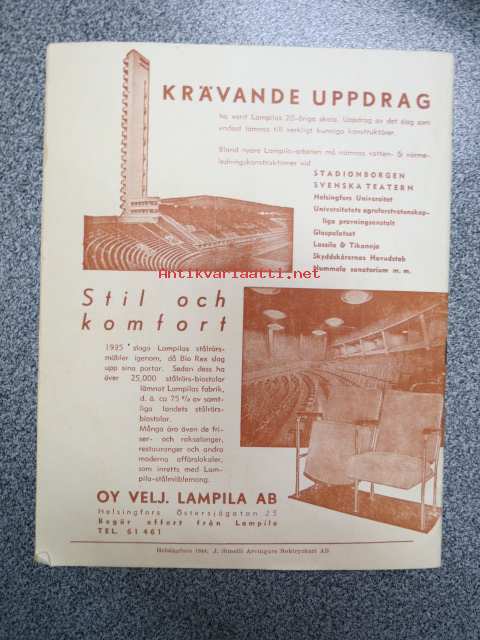 KRÄVANDE UPPDRAG
ha varit Lampilas 20-åriga skola. Uppdrag av det slag som
endast lämnas till verkligt kunniga konstruktörer.
Bland nyare Lampila-arbeten må nämnas vatten- & värme-
ledningskonstruktioner vid
STADIONBORGEN
SVENSKA TEATERN
Helsingfors Universitet
Universitetets agroforstvetenskap-
liga provningsanstalt
Glaspalatset
Lassila & Tikanoja
Skyddskårernas Huvudstab
Nummela sanatorium m. m.
Antikvariaatti.net
Stil och
komfort
1935 slogo Lampilas stålrörs-
möbler igenom, då Bio Rex slog
upp sina portar. Sedan dess ha
över 25,000 stålrörs-biostolar
lämnat Lampilas fabrik,
d. ä. ca 75 % av samt-
liga landets stålrörs-
biostolar.
Många äro även de fri-
ser- och raksalonger,
restauranger och andra
moderna affärslokaler,
som inretts med Lam-
pila-stålmöblemang.
OY VELJ. LAMPILA AB
Helsingfors Östersjögatan 25
Begär offert från Lampila
TEL. 61 461
Helsingfors J. Simelii Arvingars Boktryckeri AB